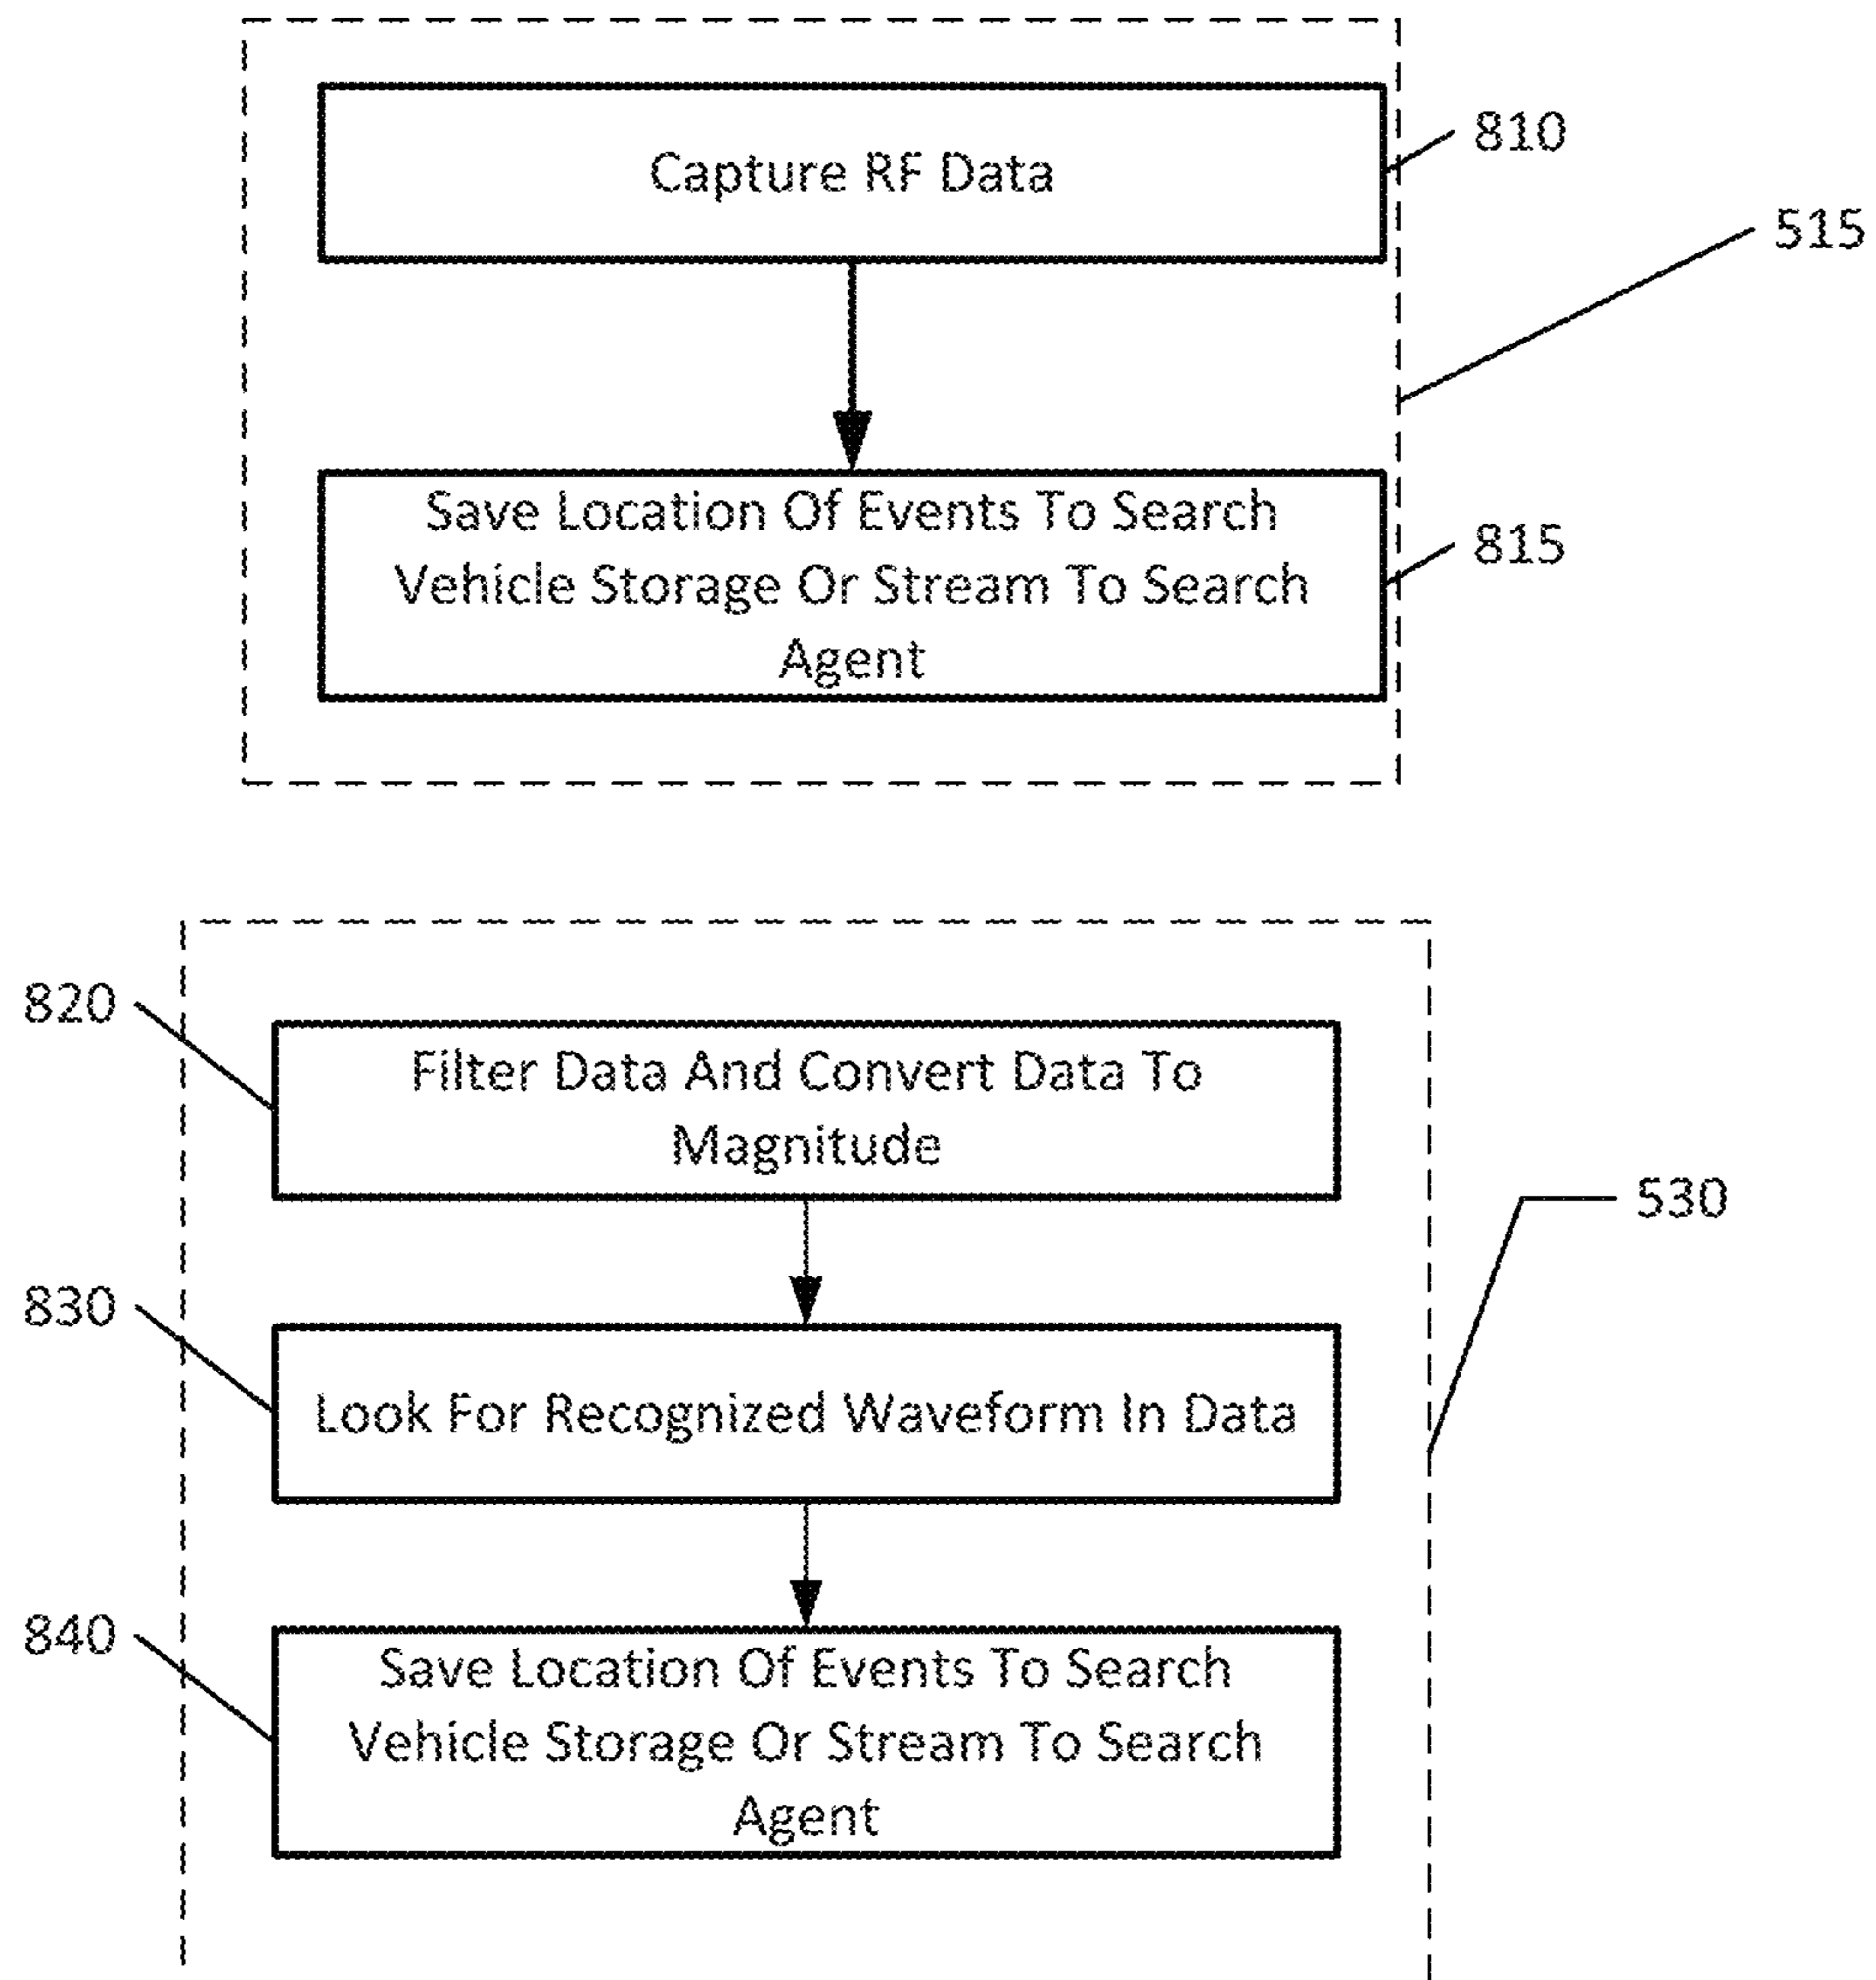 Capture RF Data
810
515
Save Location Of Events To Search
Vehicle Storage Or Stream To Search
Agent
815
820
Filter Data And Convert Data To
Magnitude
530
830
Look For Recognized Waveform In Data
840
Save Location Of Events To Search
Vehicle Storage Or Stream To Search
Agent